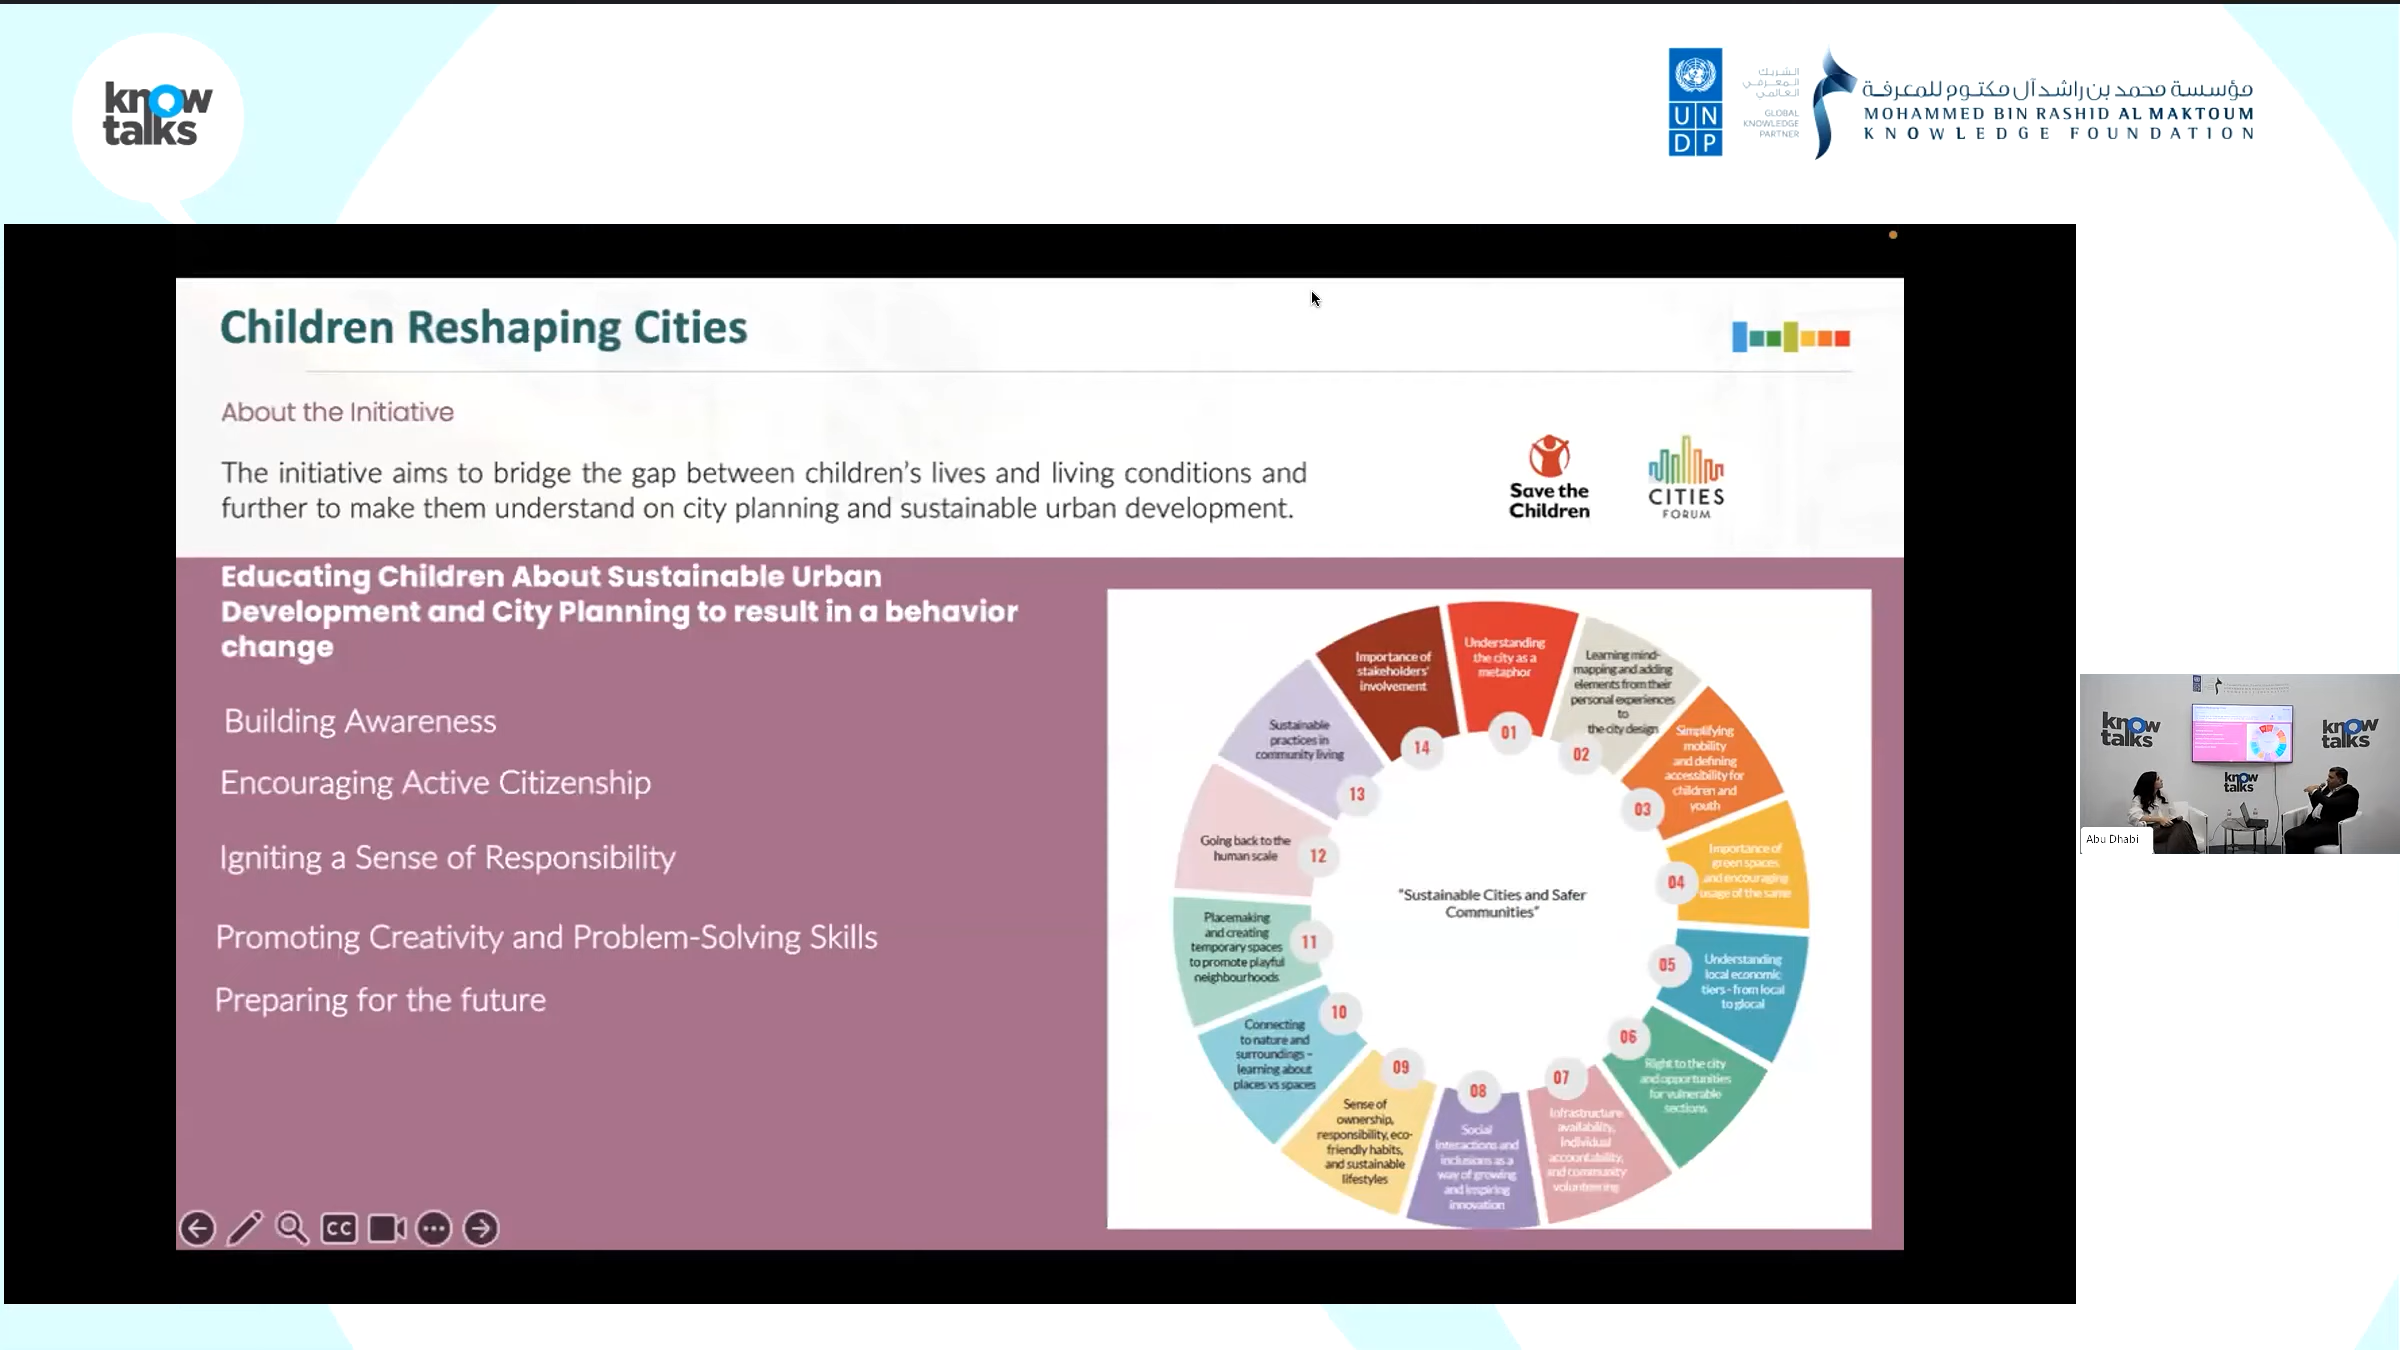 know
talks
UN
DP
الشريك
المعرفي
العالمي
GLOBAL
KNOWLEDGE
PARTNER
مؤسسة محمد بن راشد آل مكتوم للمعرفة
MOHAMMED BIN RASHID AL MAKTOUM
KNOWLEDGE FOUNDATION
Children Reshaping Cities
About the Initiative
The initiative aims to bridge the gap between children's lives and living conditions and
further to make them understand on city planning and sustainable urban development.
Save the
Children
CITIES
FORUM
Educating Children About Sustainable Urban
Development and City Planning to result in a behavior
change
Building Awareness
Encouraging Active Citizenship
Igniting a Sense of Responsibility
Promoting Creativity and Problem-Solving Skills
Preparing for the future
Understanding
the city as a
metaphor
01
Learning mind-
mapping and adding
elements from their
personal experiences
to
the city design
02
Simplifying
mobility
and defining
accessibility for
children and
youth
03
Importance of
green spaces
and encouraging
usage of the same
04
Understanding
local economic
tiers - from local
to glocal
05
Right to the city
and opportunities
for vulnerable
sections
06
Infrastructure
availability,
individual
accountability,
and community
volunteering
07
Social
interactions and
inclusions as a
way of growing
and inspiring
innovation
08
Sense of
ownership,
responsibility, eco-
friendly habits,
and sustainable
lifestyles
09
Connecting
to nature and
surroundings –
learning about
places vs spaces
10
Placemaking
and creating
temporary spaces
to promote playful
neighbourhoods
11
Going back to the
human scale
12
Sustainable
practices in
community living
13
Importance of
stakeholders'
involvement
14
"Sustainable Cities and Safer
Communities"
CC
know
talks
know
talks
know
talks
Abu Dhabi